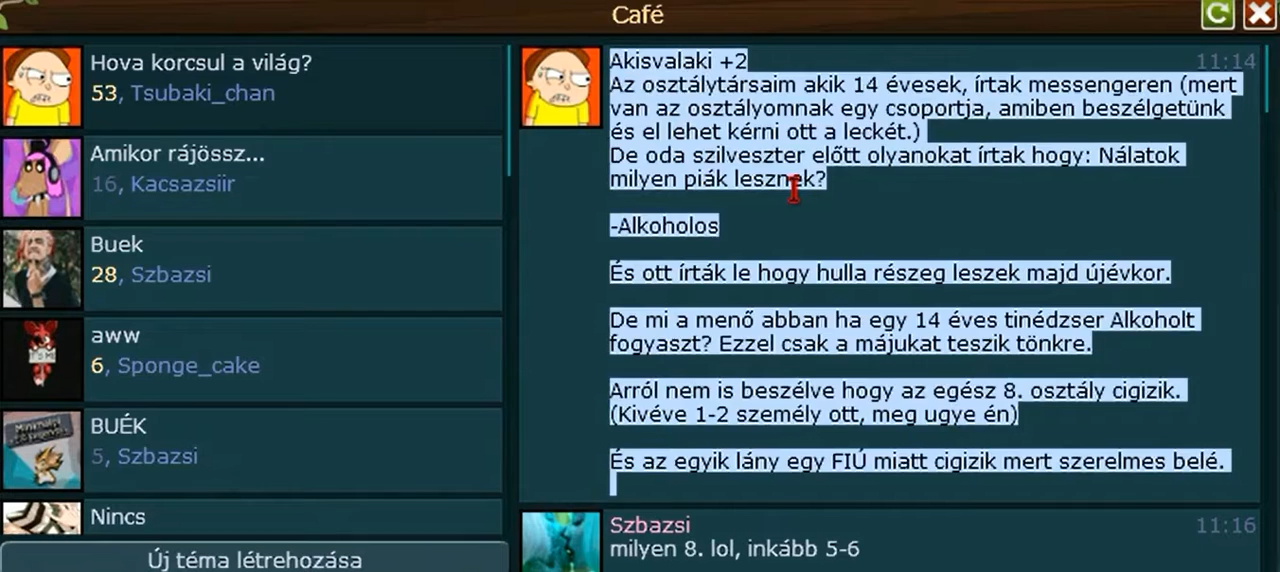 Café
Hova korcsul a világ?
53, Tsubaki_chan
Amikor rájössz...
16, Kacsazsiir
Buek
28, Szbazsi
aww
6, Sponge_cake
BUÉK
5, Szbazsi
Nincs
Új téma létrehozása
Akisvalaki +2
11:14
Az osztálytársaim akik 14 évesek, írtak messengeren (mert
van az osztályomnak egy csoportja, amiben beszélgetünk
és el lehet kérni ott a leckét.)
De oda szilveszter előtt olyanokat írtak hogy: Nálatok
milyen piák lesznek?
-Alkoholos
És ott írták le hogy hulla részeg leszek majd újévkor.
De mi a menő abban ha egy 14 éves tinédzser Alkoholt
fogyaszt? Ezzel csak a májukat teszik tönkre.
Arról nem is beszélve hogy az egész 8. osztály cigizik.
(Kivéve 1-2 személy ott, meg ugye én)
És az egyik lány egy FIÚ miatt cigizik mert szerelmes belé.
Szbazsi
11:16
milyen 8. lol, inkább 5-6